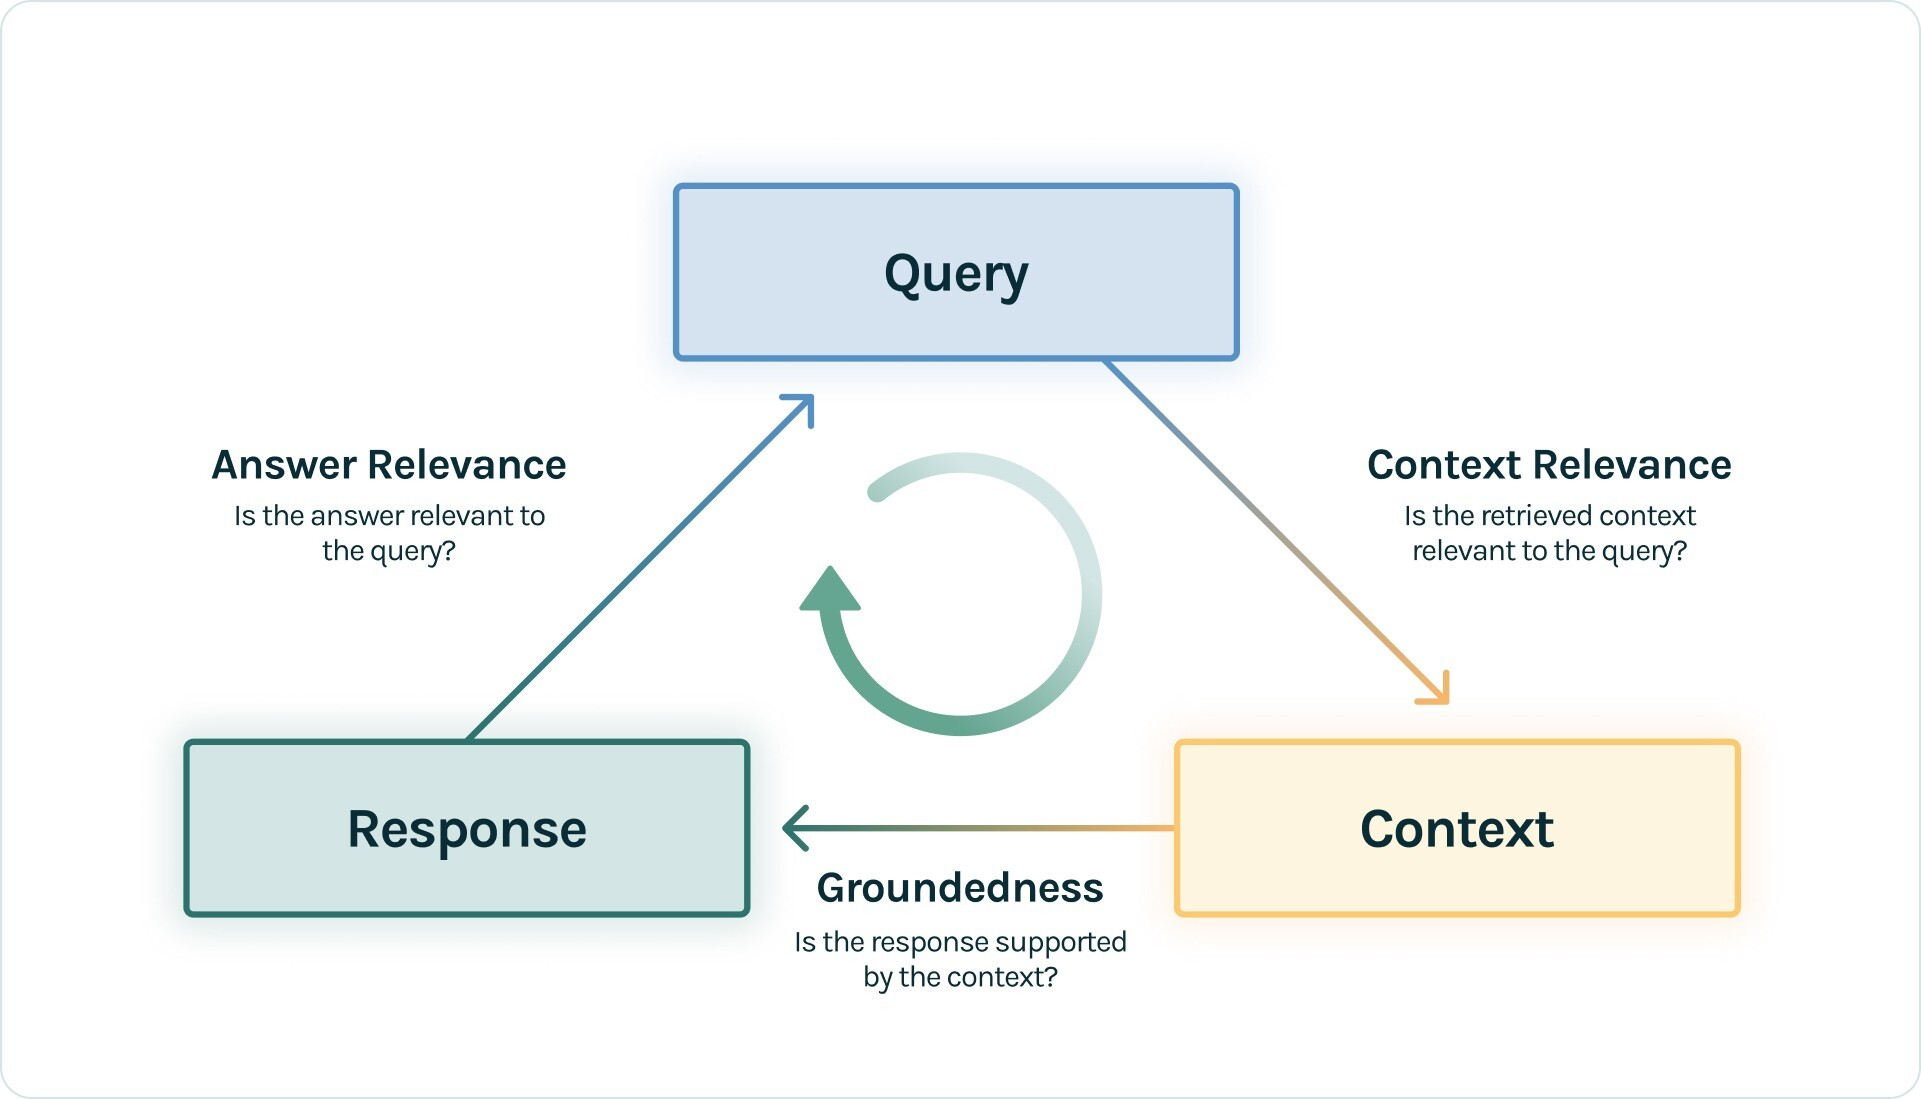 Query
Answer Relevance
Is the answer relevant to
the query?
Context Relevance
Is the retrieved context
relevant to the query?
Response
Context
Groundedness
Is the response supported
by the context?